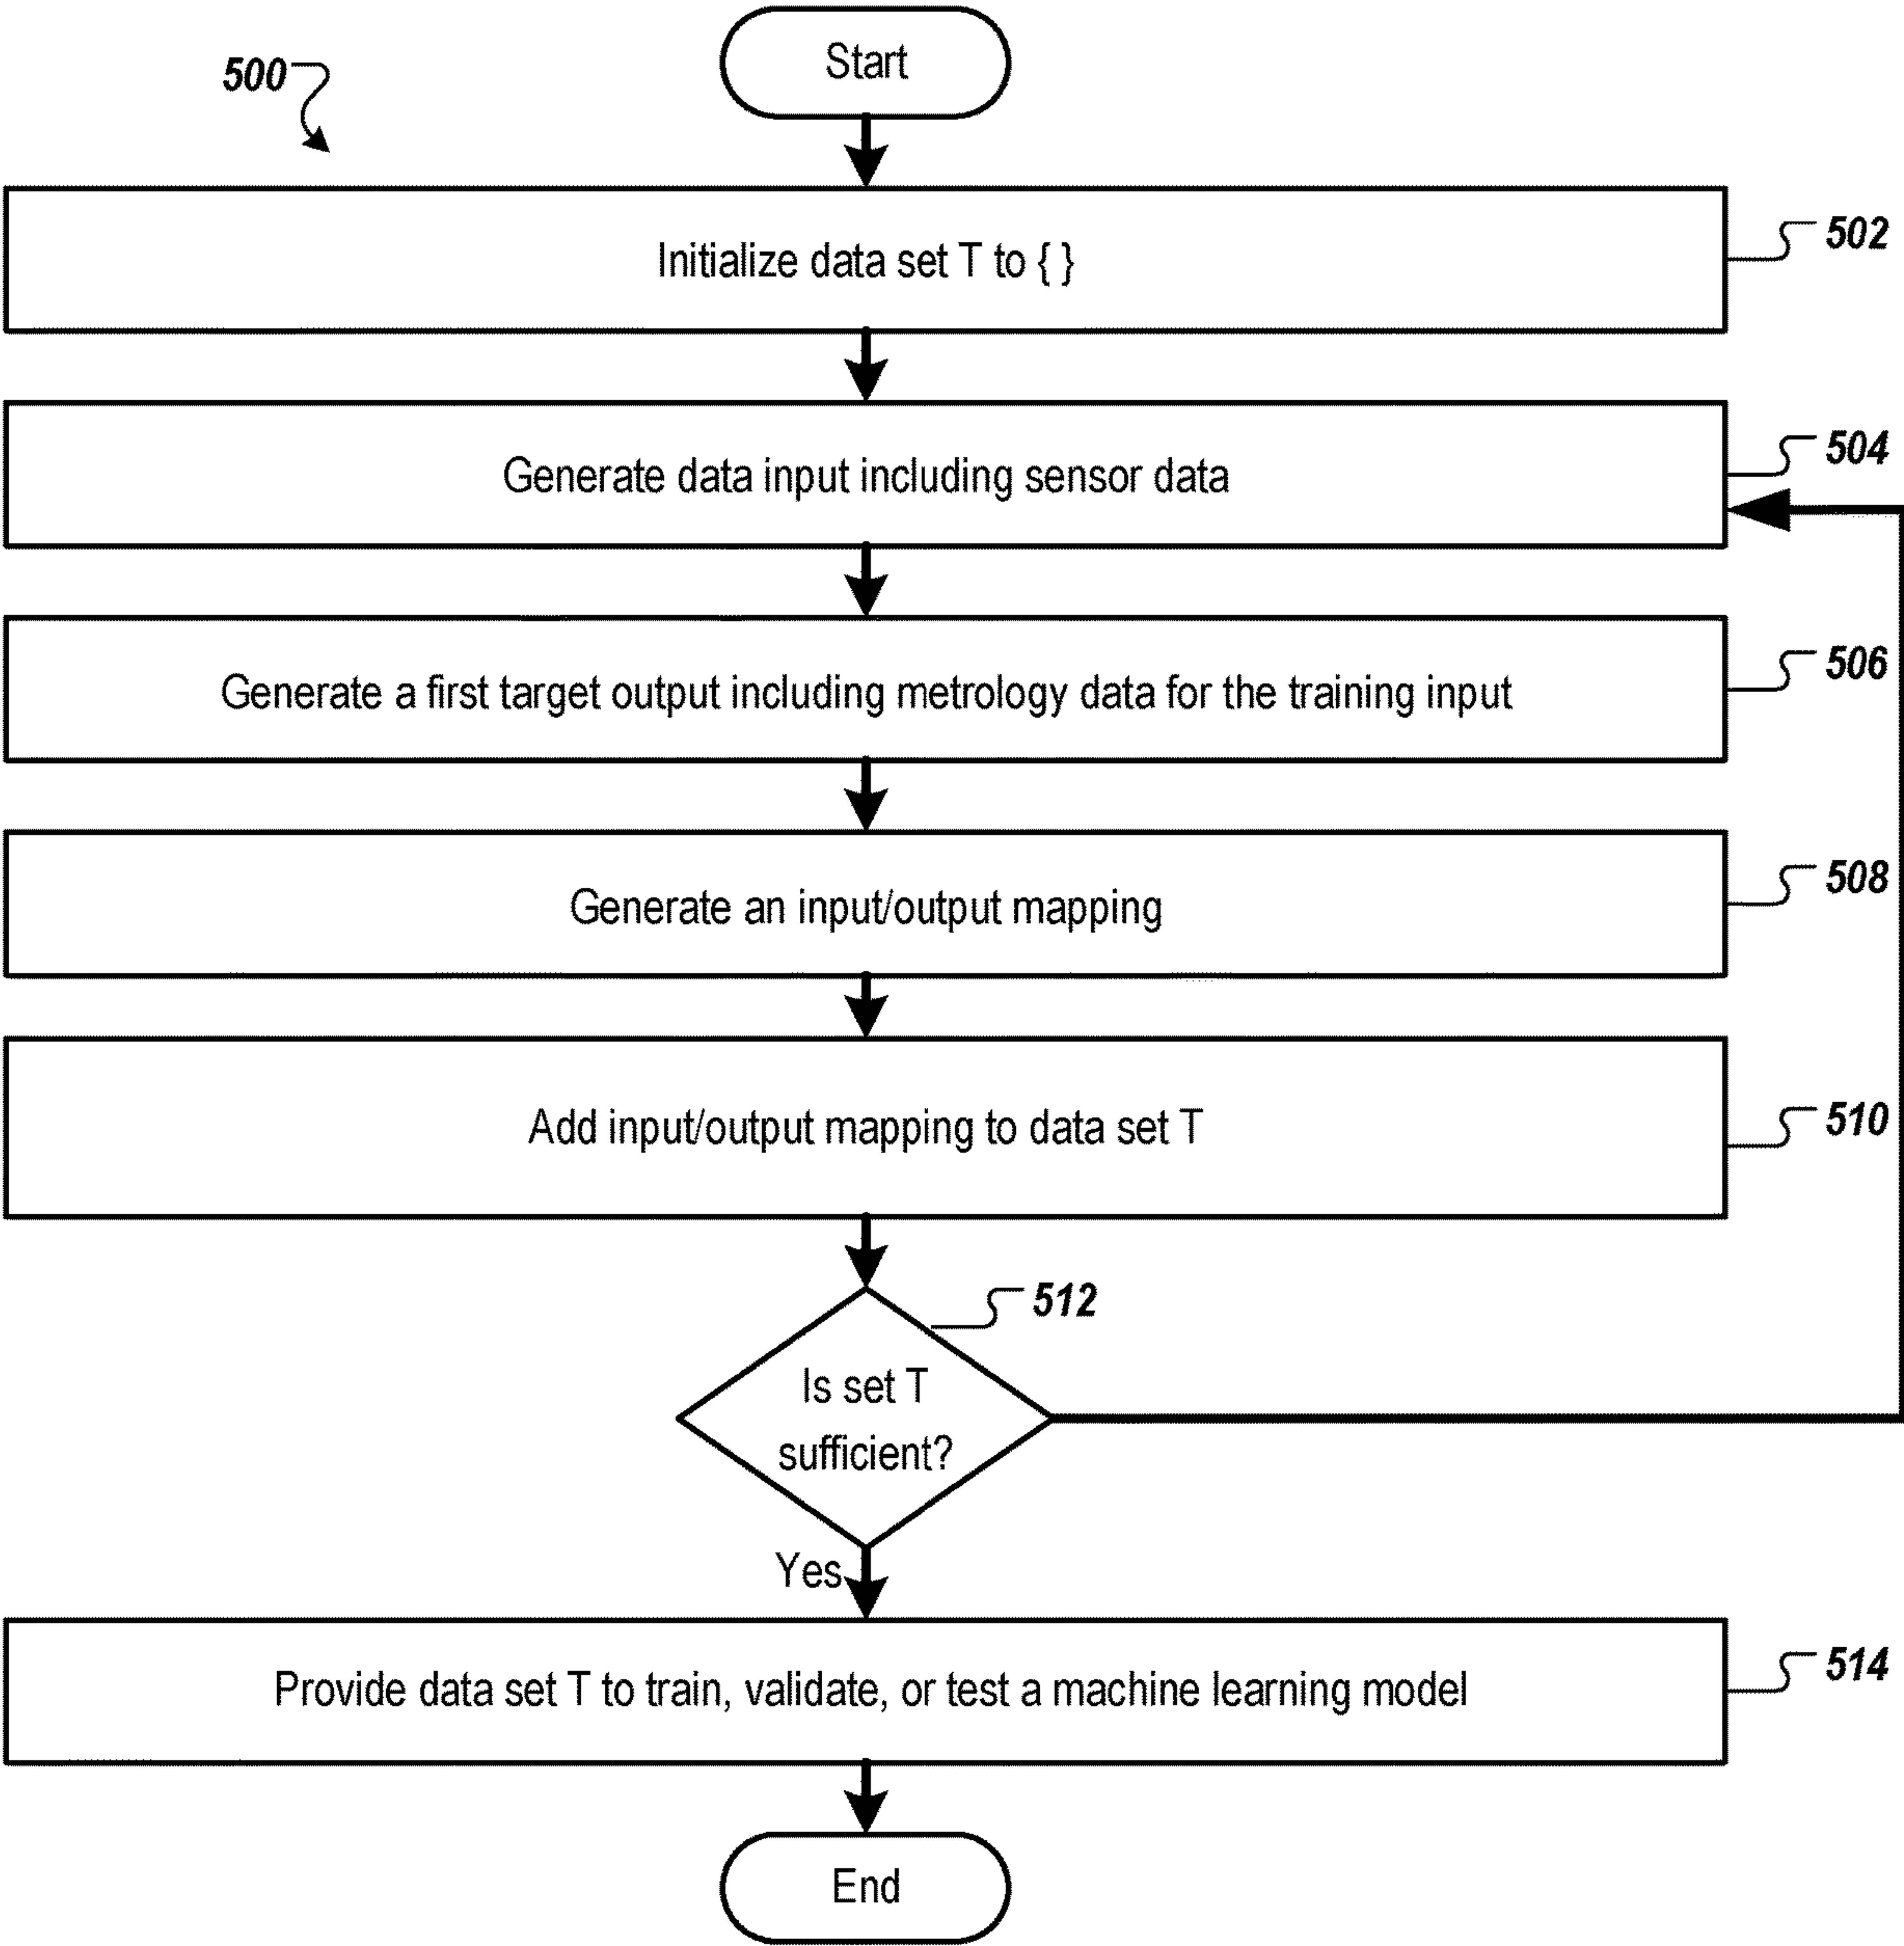 Start
500
Initialize data set T to { }
502
Generate data input including sensor data
504
Generate a first target output including metrology data for the training input
506
Generate an input/output mapping
508
Add input/output mapping to data set T
510
512
Is set T
sufficient?
Yes
Provide data set T to train, validate, or test a machine learning model
514
End